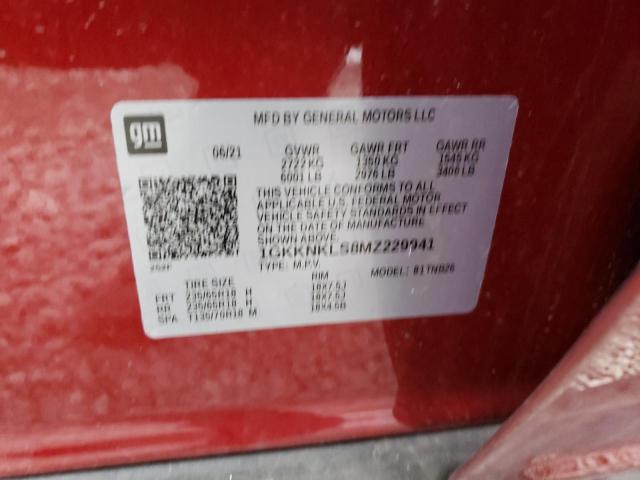 gm
MFD BY GENERAL MOTORS LLC
06/21 GVWR GAWR FRT GAWR RR
2722 KG 1350 KG 1545 KG
6001 LB 2976 LB 3406 LB
THIS VEHICLE CONFORMS TO ALL
APPLICABLE U.S. FEDERAL MOTOR
VEHICLE SAFETY STANDARDS IN EFFECT
ON THE DATE OF MANUFACTURE
SHOWN ABOVE.
1GKKNKLS8MZ229941
TYPE: M.P.V. MODEL: 81TNB26
TIRE SIZE RIM
FRT 235/65R18 H 18X7.5J
RR 235/65R18 H 18X7.5J
SPA T135/70R18 M 18X4.5B